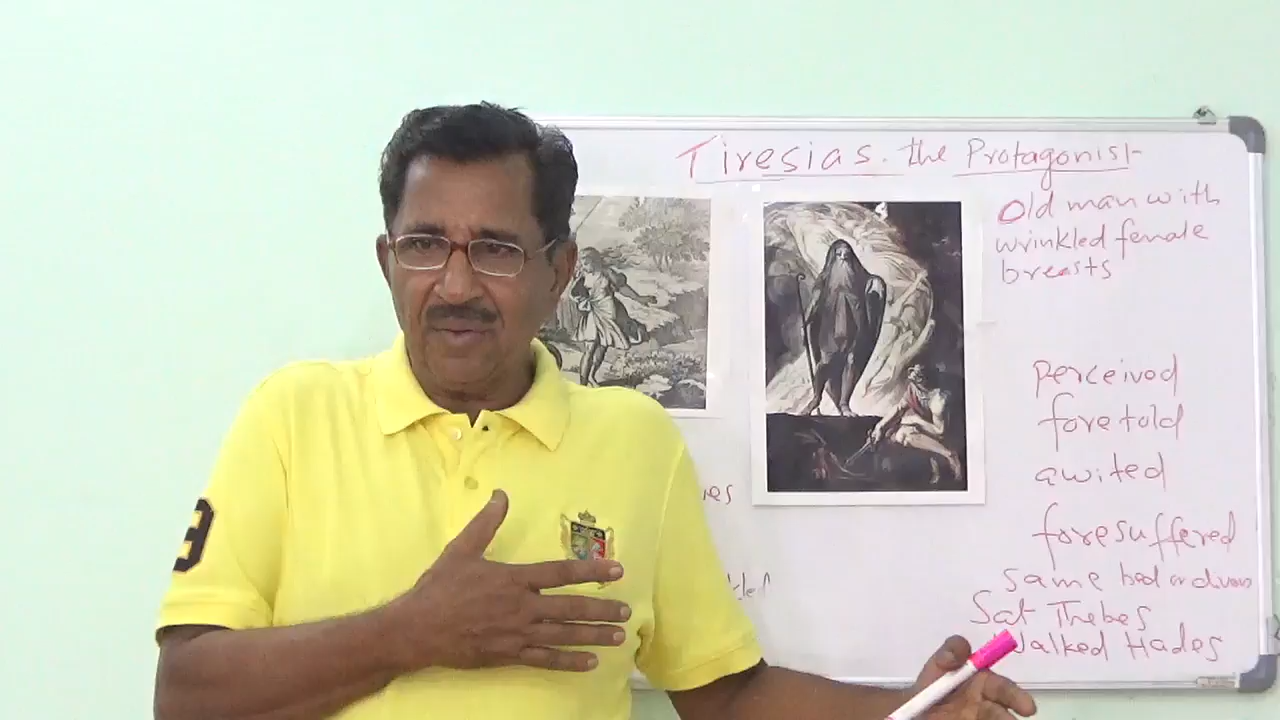 Tiresias. the Protagonist
Old man with
wrinkled female
breasts
perceived
foretold
awited
foresuffered
same bed or divan
Sat Thebes
Walked Hades
9